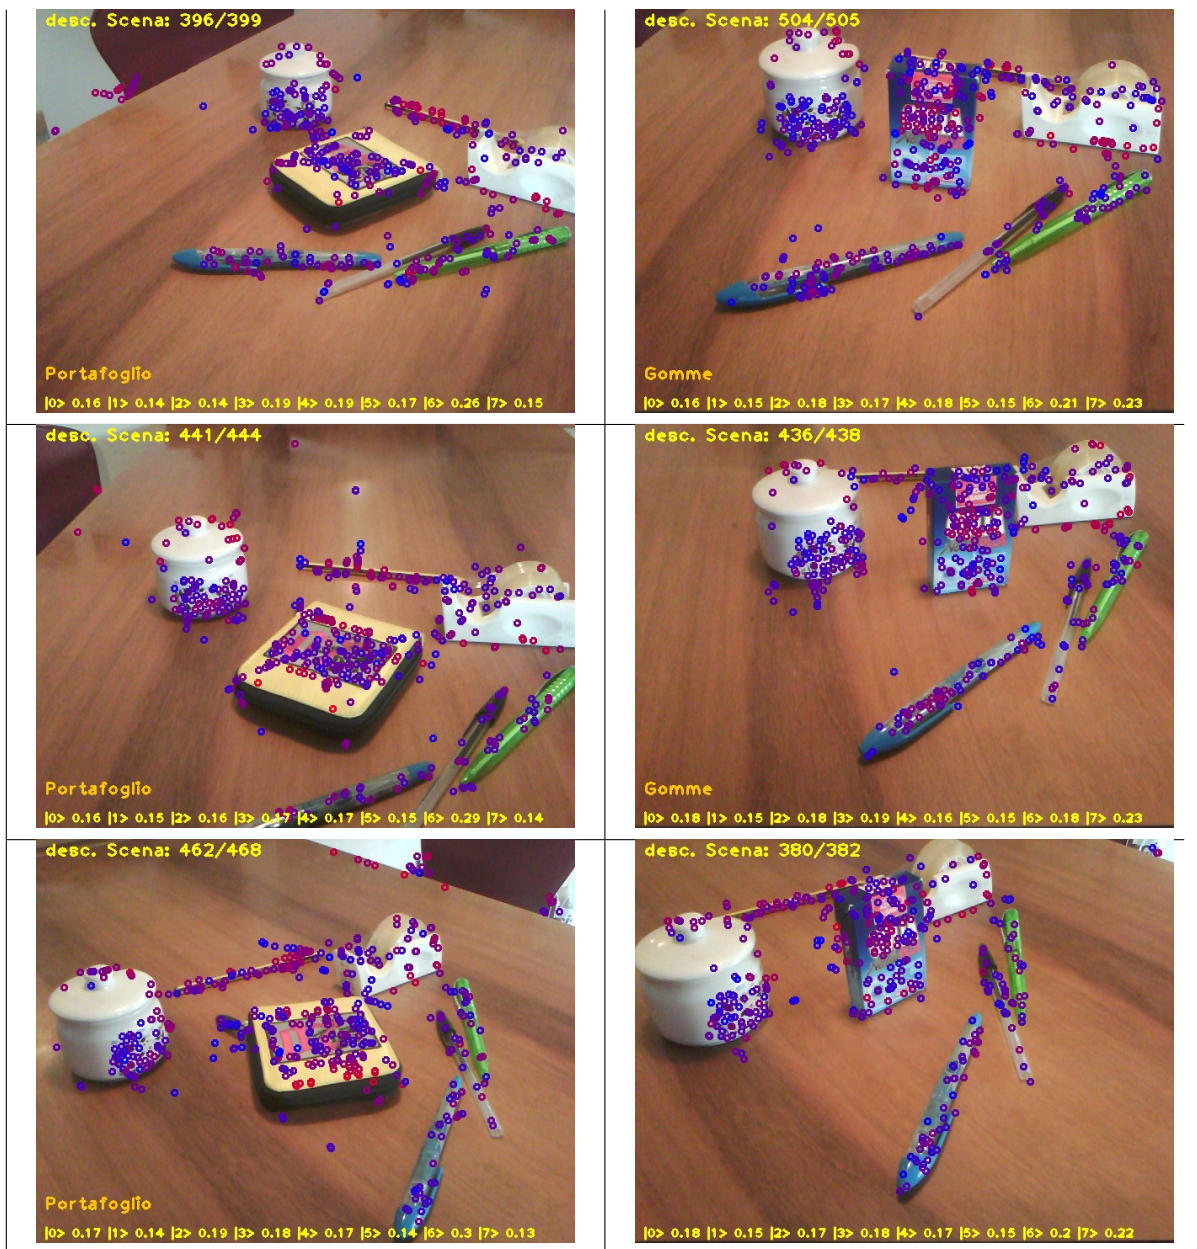 desc. Scena: 396/399
Portafoglio
|0> 0.16 |1> 0.14 |2> 0.14 |3> 0.19 |4> 0.19 |5> 0.17 |6> 0.26 |7> 0.15
desc. Scena: 504/505
Gomme
|0> 0.16 |1> 0.15 |2> 0.18 |3> 0.17 |4> 0.18 |5> 0.15 |6> 0.21 |7> 0.23
desc. Scena: 441/444
Portafoglio
|0> 0.16 |1> 0.15 |2> 0.16 |3> 0.17 |4> 0.17 |5> 0.15 |6> 0.29 |7> 0.14
desc. Scena: 436/438
Gomme
|0> 0.18 |1> 0.15 |2> 0.18 |3> 0.19 |4> 0.16 |5> 0.15 |6> 0.18 |7> 0.23
desc. Scena: 462/468
Portafoglio
|0> 0.17 |1> 0.14 |2> 0.19 |3> 0.18 |4> 0.17 |5> 0.14 |6> 0.3 |7> 0.13
desc. Scena: 380/382
|0> 0.18 |1> 0.15 |2> 0.18 |3> 0.18 |4> 0.17 |5> 0.15 |6> 0.2 |7> 0.22